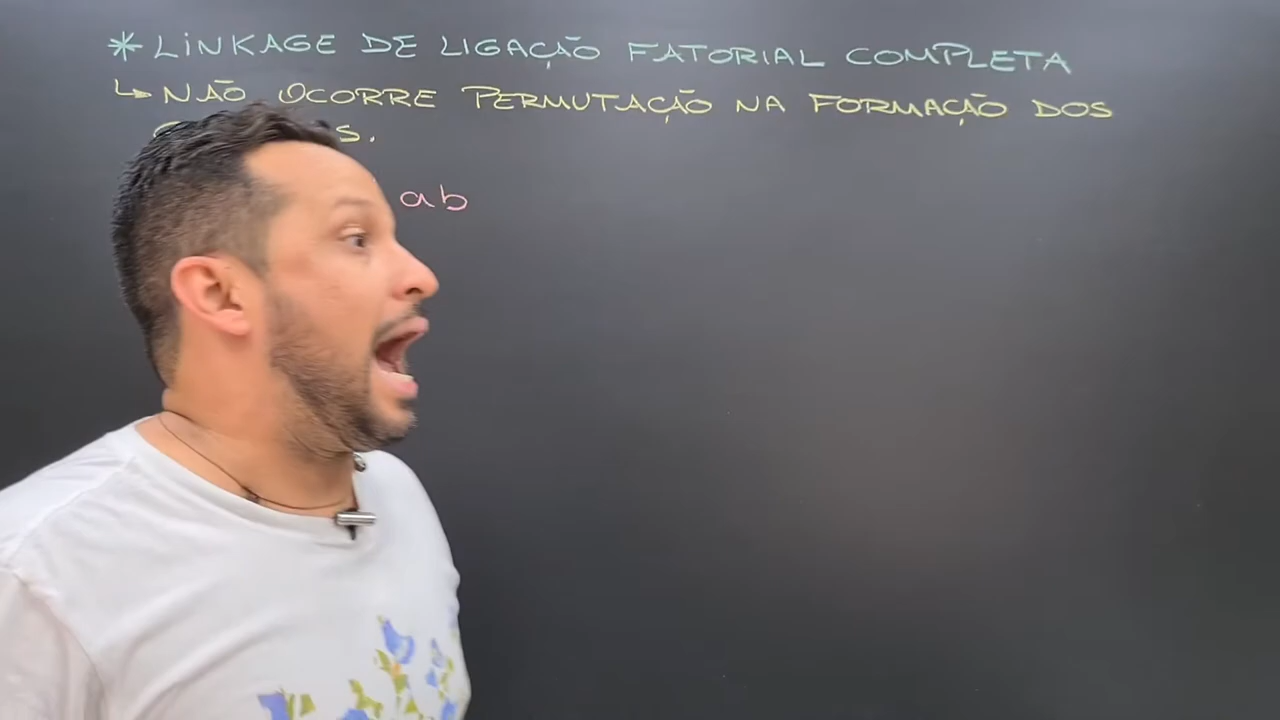 * LINKAGE DE LIGAÇÃO FATORIAL COMPLETA
↳ NÃO OCORRE PERMUTAÇÃO NA FORMAÇÃO DOS
S.
ab